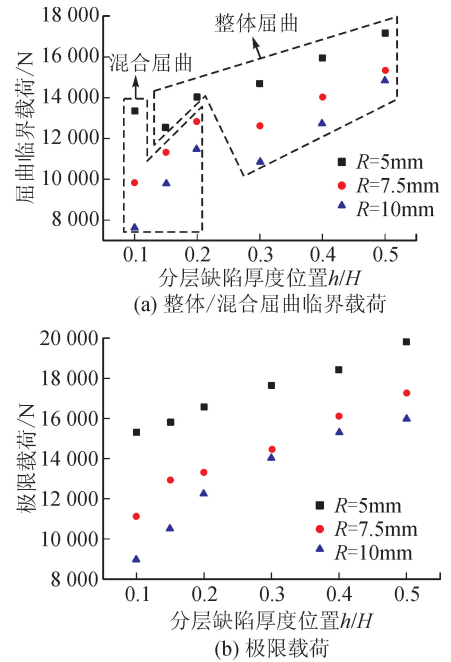 18 000
16 000
14 000
12 000
10 000
8 000
屈曲临界载荷/N
混合屈曲
整体屈曲
R=5mm
R=7.5mm
R=10mm
0.1 0.2 0.3 0.4 0.5
分层缺陷厚度位置h/H
(a) 整体/混合屈曲临界载荷
20 000
18 000
16 000
14 000
12 000
10 000
8 000
极限载荷/N
R=5mm
R=7.5mm
R=10mm
0.1 0.2 0.3 0.4 0.5
分层缺陷厚度位置h/H
(b) 极限载荷